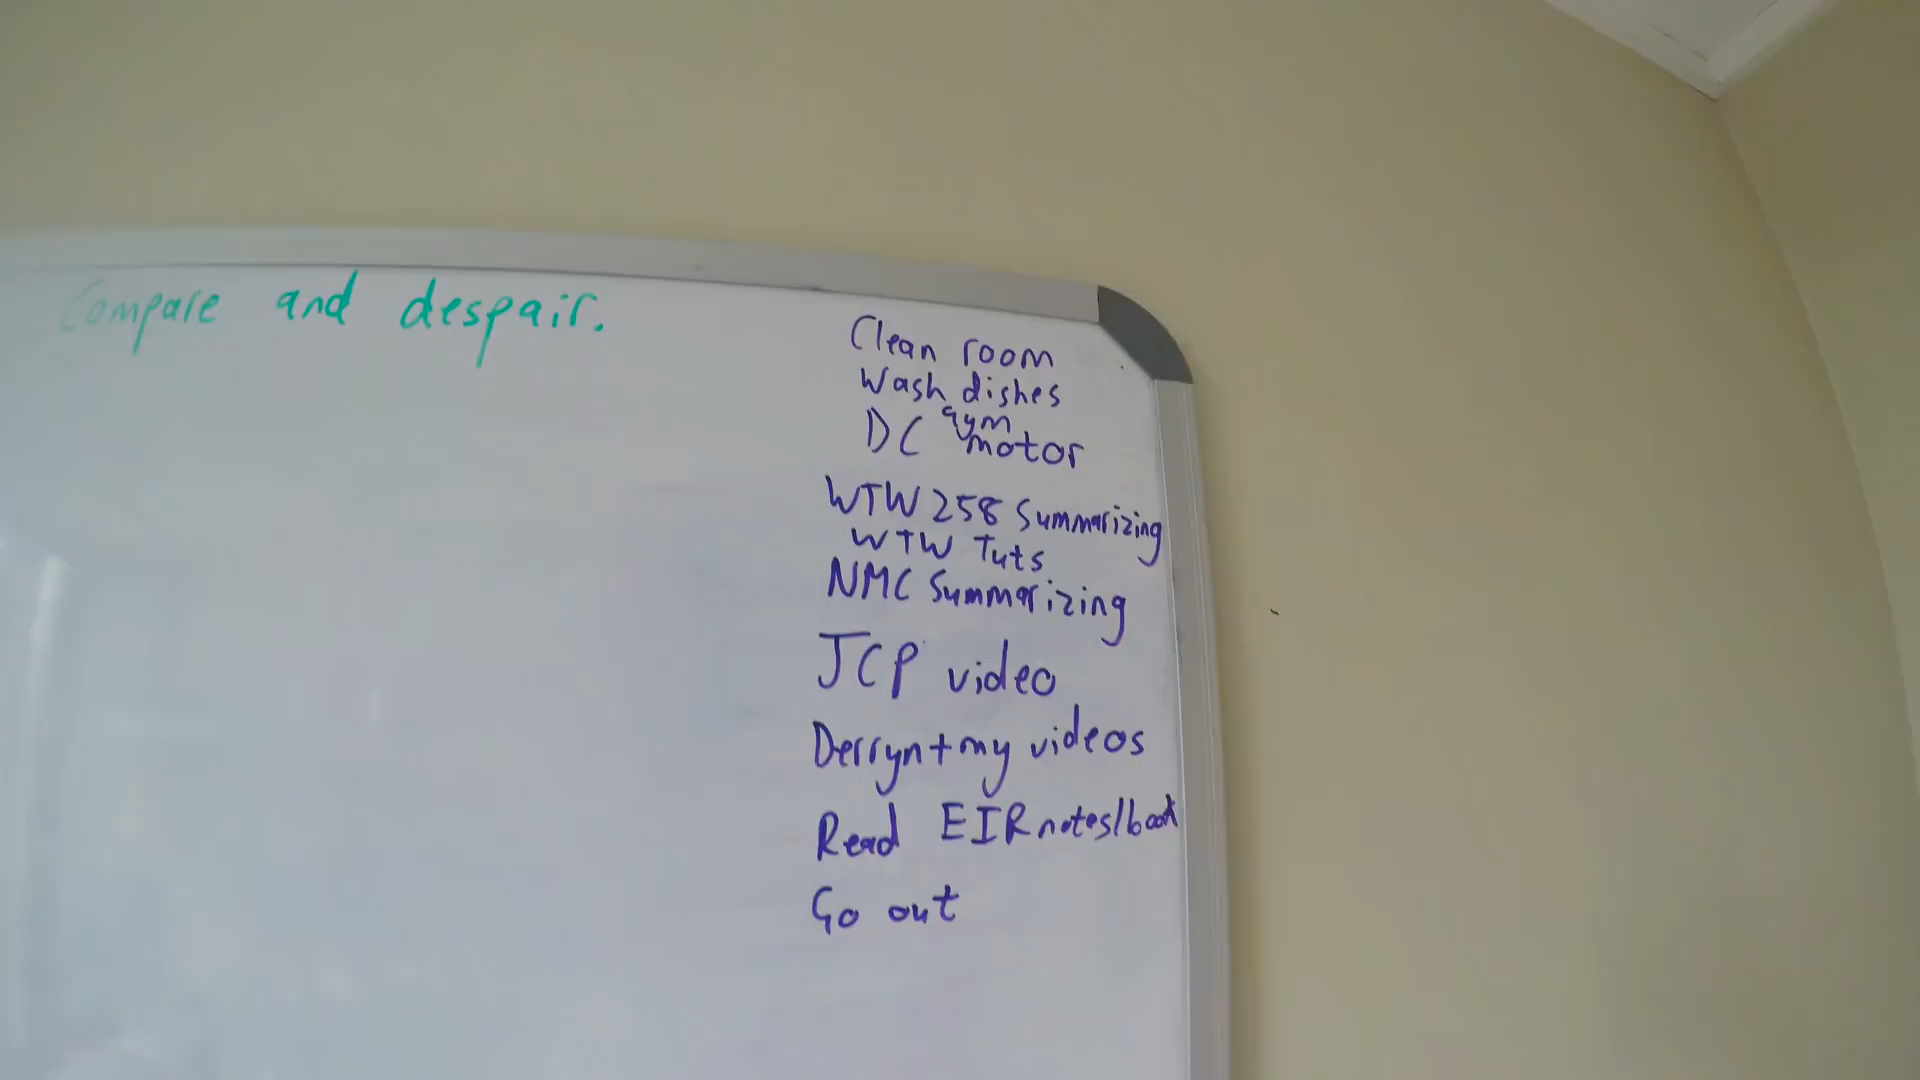 Compare and despair.
Clean room
Wash dishes
gym
DC motor
WTW 258 Summarizing
WTW Tuts
NMC Summarizing
JCP video
Derryn+my videos
Read EIR notes/book
Go out